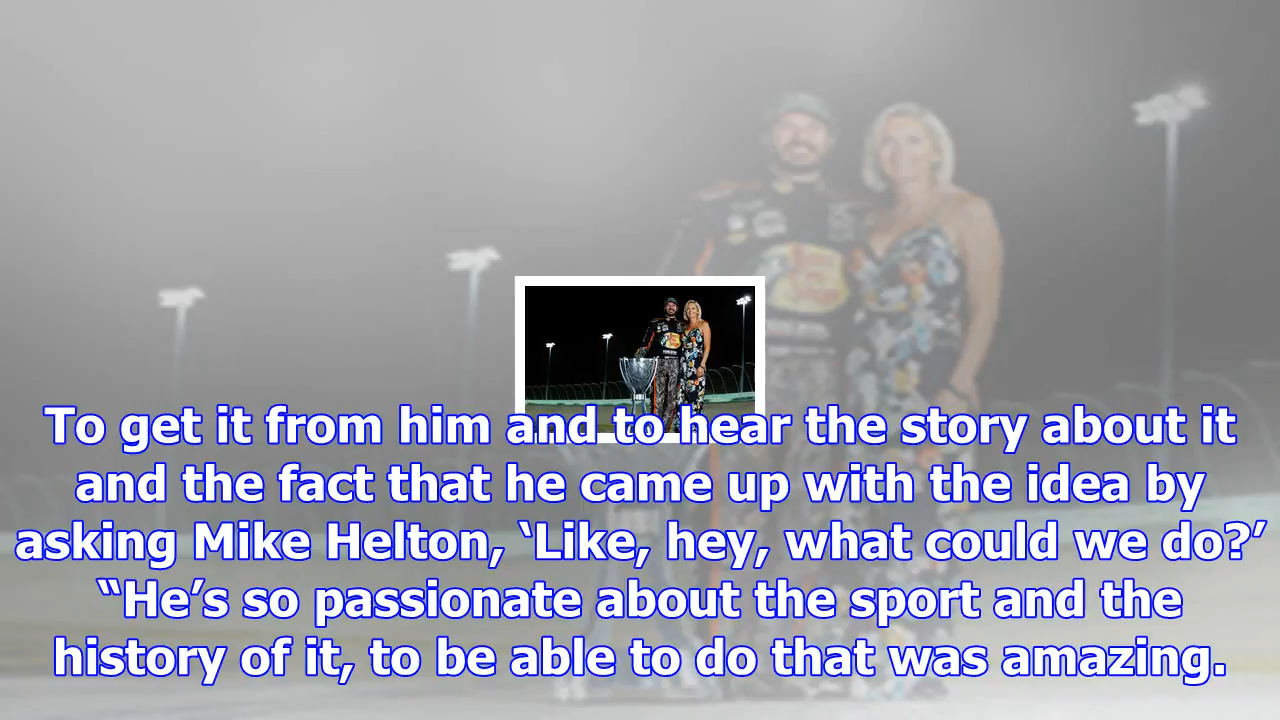 To get it from him and to hear the story about it
and the fact that he came up with the idea by
asking Mike Helton, ‘Like, hey, what could we do?’
“He’s so passionate about the sport and the
history of it, to be able to do that was amazing.